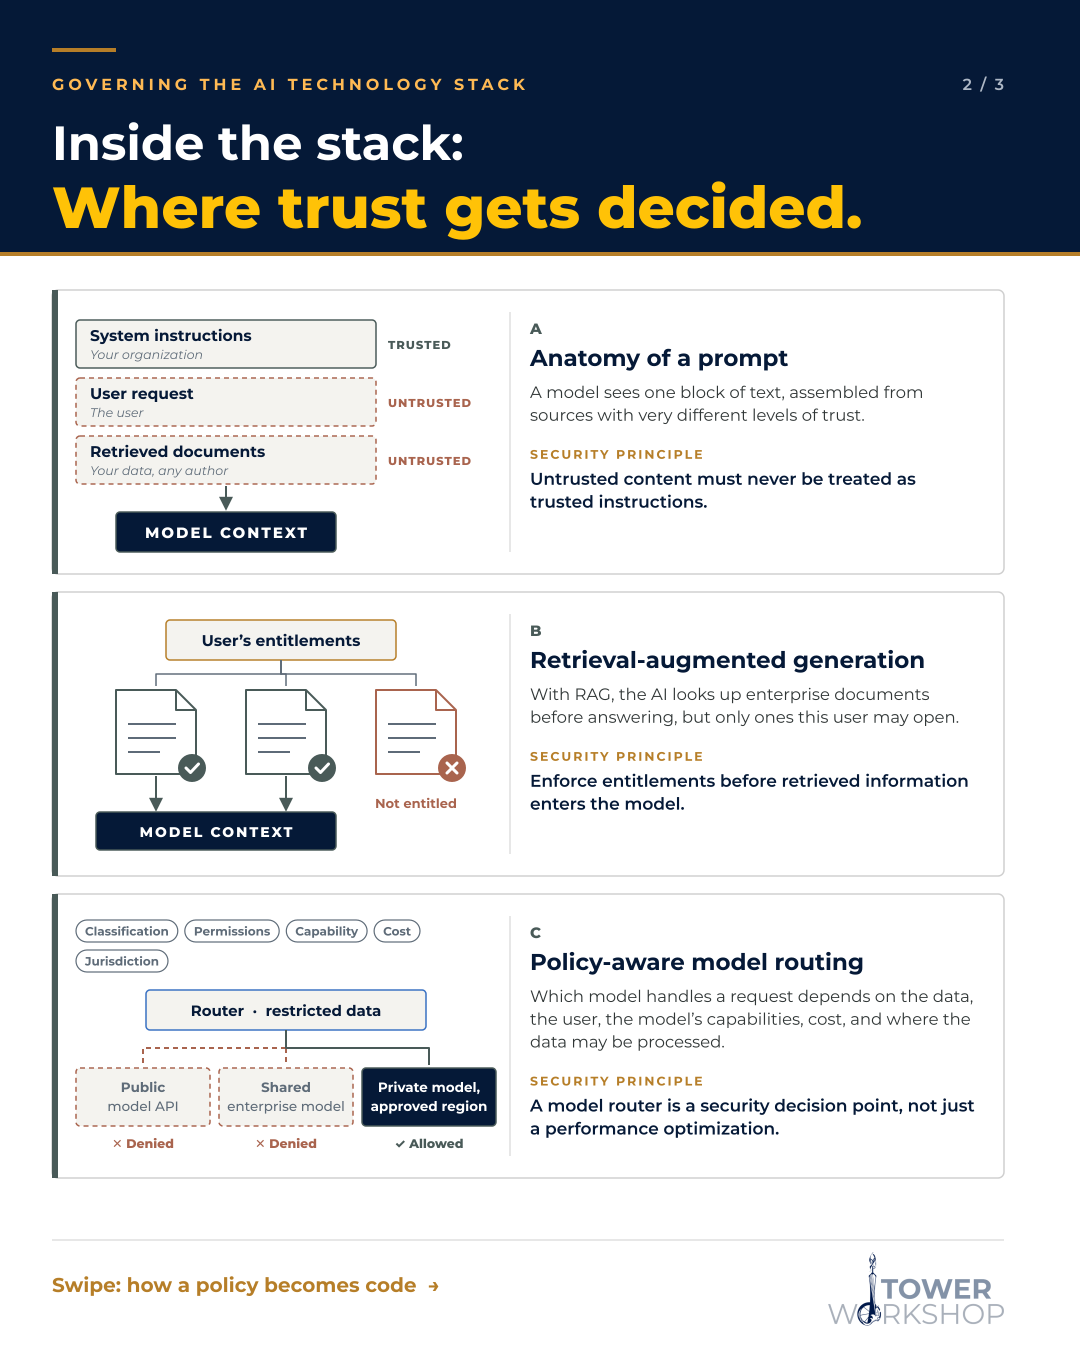 GOVERNING THE AI TECHNOLOGY STACK
2 / 3
Inside the stack:
Where trust gets decided.
System instructions
Your organization
TRUSTED
User request
The user
UNTRUSTED
Retrieved documents
Your data, any author
UNTRUSTED
MODEL CONTEXT
A
Anatomy of a prompt
A model sees one block of text, assembled from
sources with very different levels of trust.
SECURITY PRINCIPLE
Untrusted content must never be treated as
trusted instructions.
User’s entitlements
Not entitled
MODEL CONTEXT
B
Retrieval-augmented generation
With RAG, the AI looks up enterprise documents
before answering, but only ones this user may open.
SECURITY PRINCIPLE
Enforce entitlements before retrieved information
enters the model.
Classification
Permissions
Capability
Cost
Jurisdiction
Router · restricted data
Public
model API
Shared
enterprise model
Private model,
approved region
× Denied
× Denied
✓ Allowed
C
Policy-aware model routing
Which model handles a request depends on the data,
the user, the model’s capabilities, cost, and where the
data may be processed.
SECURITY PRINCIPLE
A model router is a security decision point, not just
a performance optimization.
Swipe: how a policy becomes code →
TOWER
WORKSHOP